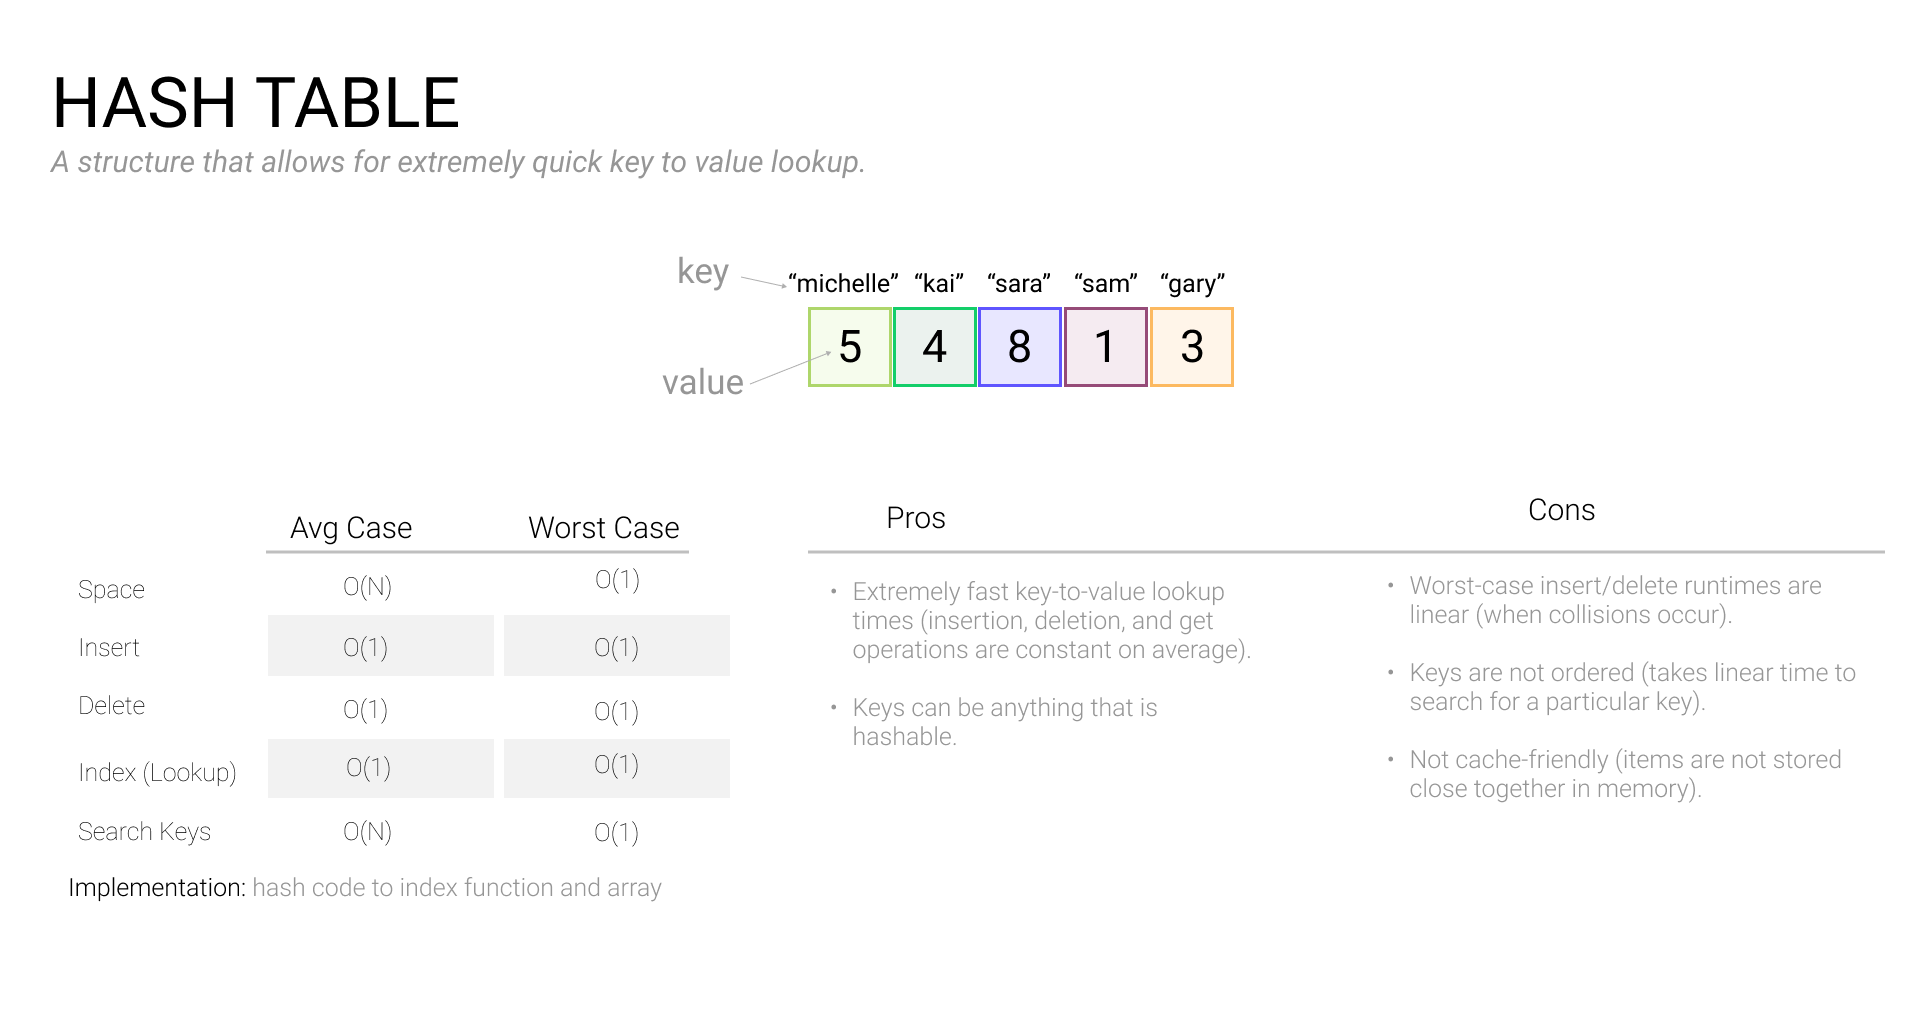 HASH TABLE
A structure that allows for extremely quick key to value lookup.
key
“michelle” “kai” “sara” “sam” “gary”
5 4 8 1 3
value
Avg Case Worst Case
Space O(N) O(1)
Insert O(1) O(1)
Delete O(1) O(1)
Index (Lookup) O(1) O(1)
Search Keys O(N) O(1)
Implementation: hash code to index function and array
Pros
• Extremely fast key-to-value lookup
times (insertion, deletion, and get
operations are constant on average).
• Keys can be anything that is
hashable.
Cons
• Worst-case insert/delete runtimes are
linear (when collisions occur).
• Keys are not ordered (takes linear time to
search for a particular key).
• Not cache-friendly (items are not stored
close together in memory).